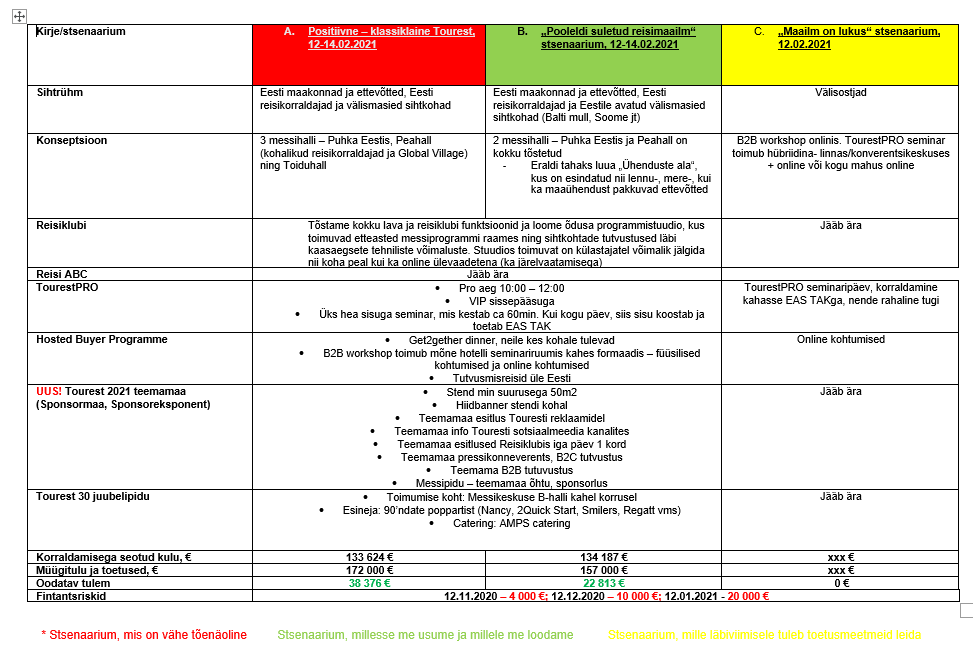 Kirje/stsenaarium
A. Positiivne – klassiklaine Tourest,
12-14.02.2021
B. „Pooleldi suletud reisimaailm“
stsenaarium, 12-14.02.2021
C. „Maailm on lukus“ stsenaarium,
12.02.2021
Sihtrühm
Eesti maakonnad ja ettevõtted, Eesti
reisikorraldajad ja välismased sihtkohad
Eesti maakonnad ja ettevõtted, Eesti
reisikorraldajad ja Eestile avatud välismased
sihtkohad (Balti mull, Soome jt)
Välisostjad
Konseptsioon
3 messihalli – Puhka Eestis, Peahall
(kohalikud reisikorraldajad ja Global Village)
ning Toiduhall
2 messihalli – Puhka Eestis ja Peahall on
kokku tõstetud
- Eraldi tahaks luua „Ühenduste ala“,
kus on esindatud nii lennu-, mere-, kui
ka maaühendust pakkuvad ettevõtted
B2B workshop onlinis. TourestPRO seminar
toimub hübriidina- linnas/konverentsikeskuses
+ online või kogu mahus online
Reisiklubi
Tõstame kokku lava ja reisiklubi funktsioonid ja loome õdusa programmistuudio, kus
toimuvad etteasted messiprogrammi raames ning sihtkohtade tutvustused läbi
kaasaegsete tehniliste võimaluste. Stuudios toimuvat on külastajatel võimalik jälgida
nii koha peal kui ka online ülevaadetena (ka järelvaatamisega)
Jääb ära
Reisi ABC
Jääb ära
TourestPRO
• Pro aeg 10:00 – 12:00
• VIP sissepääsuga
• Üks hea sisuga seminar, mis kestab ca 60min. Kui kogu päev, siis sisu koostab ja
toetab EAS TAK
TourestPRO seminaripäev, korraldamine
kahasse EAS TAKga, nende rahaline tugi
Hosted Buyer Programme
• Get2gether dinner, neile kes kohale tulevad
• B2B workshop toimub mõne hotelli seminariruumis kahes formaadis – füüsilised
kohtumised ja online kohtumised
• Tutvusmisreisid üle Eesti
Online kohtumised
UUS! Tourest 2021 teemamaa
(Sponsormaa, Sponsoreksponent)
• Stend min suurusega 50m2
• Hiidbanner stendi kohal
• Teemamaa esitlus Touresti reklaamidel
• Teemamaa info Touresti sotsiaalmeedia kanalites
• Teemamaa esitlused Reisiklubis iga päev 1 kord
• Teemamaa pressikonneverents, B2C tutvustus
• Teemama B2B tutuvustus
• Messipidu – teemamaa õhtu, sponsorlus
Jääb ära
Tourest 30 juubelipidu
• Toimumise koht: Messikeskuse B-halli kahel korrusel
• Esineja: 90’ndate poppartist (Nancy, 2Quick Start, Smilers, Regatt vms)
• Catering: AMPS catering
Jääb ära
Korraldamisega seotud kulu, €
133 624 €
134 187 €
xxx €
Müügitulu ja toetused, €
172 000 €
157 000 €
xxx €
Oodatav tulem
38 376 €
22 813 €
0 €
Fintantsriskid
12.11.2020 – 4 000 €; 12.12.2020 – 10 000 €; 12.01.2021 - 20 000 €
* Stsenaarium, mis on vähe tõenäoline
Stsenaarium, millesse me usume ja millele me loodame
Stsenaarium, mille läbiviimisele tuleb toetusmeetmeid leida